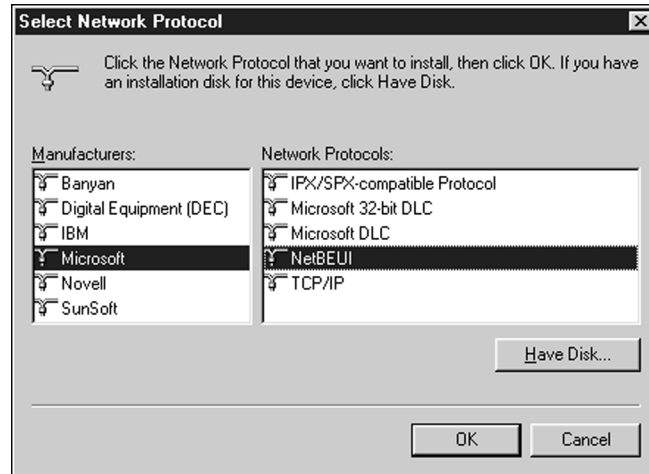 Select Network Protocol
Click the Network Protocol that you want to install, then click OK. If you have
an installation disk for this device, click Have Disk.
Manufacturers:
Banyan
Digital Equipment (DEC)
IBM
Microsoft
Novell
SunSoft
Network Protocols:
IPX/SPX-compatible Protocol
Microsoft 32-bit DLC
Microsoft DLC
NetBEUI
TCP/IP
Have Disk...
OK
Cancel